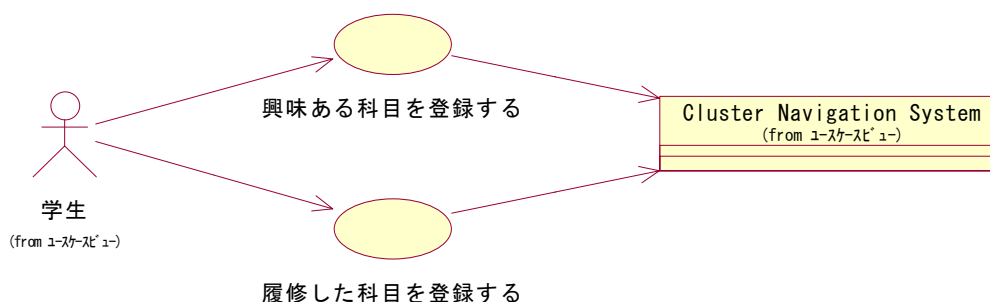 興味ある科目を登録する
Cluster Navigation System
(from ﾕｰｽｹｰｽﾋﾞｭｰ)
学生
(from ﾕｰｽｹｰｽﾋﾞｭｰ)
履修した科目を登録する